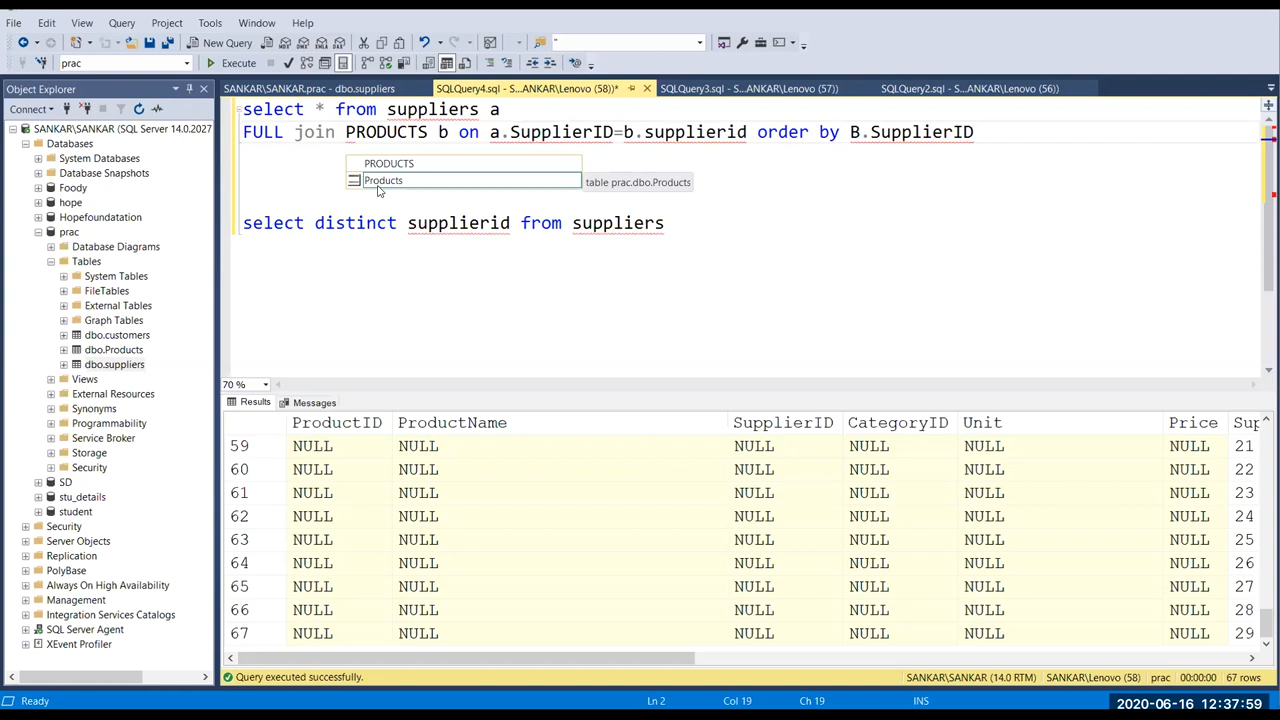 File Edit View Query Project Tools Window Help
New Query MDX DMX XMLA DAX "
prac Execute
Object Explorer
SANKAR\SANKAR.prac - dbo.suppliers SQLQuery4.sql - S...ANKAR\Lenovo (58))* SQLQuery3.sql - S...ANKAR\Lenovo (57)) SQLQuery2.sql - S...ANKAR\Lenovo (56))
Connect
SANKAR\SANKAR (SQL Server 14.0.2027
Databases
System Databases
Database Snapshots
Foody
hope
Hopefoundation
prac
Database Diagrams
Tables
System Tables
FileTables
External Tables
Graph Tables
dbo.customers
dbo.Products
dbo.suppliers
Views
External Resources
Synonyms
Programmability
Service Broker
Storage
Security
SD
stu_details
student
Security
Server Objects
Replication
PolyBase
Always On High Availability
Management
Integration Services Catalogs
SQL Server Agent
XEvent Profiler
select * from suppliers a
FULL join PRODUCTS b on a.SupplierID=b.supplierid order by B.SupplierID
PRODUCTS
Products table prac.dbo.Products
select distinct supplierid from suppliers
70 %
Results Messages
ProductID ProductName SupplierID CategoryID Unit Price Sup
59 NULL NULL NULL NULL NULL NULL 21
60 NULL NULL NULL NULL NULL NULL 22
61 NULL NULL NULL NULL NULL NULL 23
62 NULL NULL NULL NULL NULL NULL 24
63 NULL NULL NULL NULL NULL NULL 25
64 NULL NULL NULL NULL NULL NULL 26
65 NULL NULL NULL NULL NULL NULL 27
66 NULL NULL NULL NULL NULL NULL 28
67 NULL NULL NULL NULL NULL NULL 29
Query executed successfully. SANKAR\SANKAR (14.0 RTM) SANKAR\Lenovo (58) prac 00:00:00 67 rows
Ready Ln 2 Col 19 Ch 19 INS
2020-06-16 12:37:59